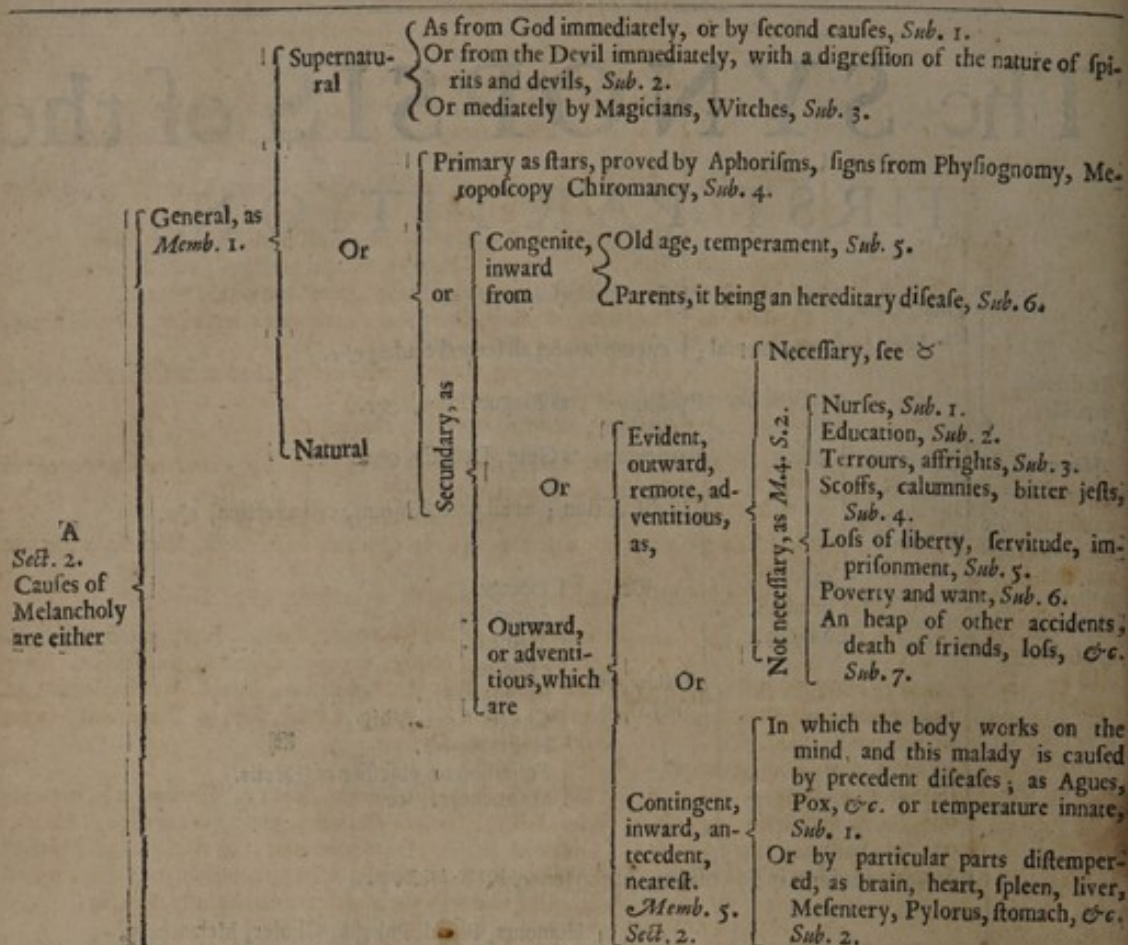 As from God immediately, or by ſecond cauſes, Sub. 1.
Supernatu-
ral
Or from the Devil immediately, with a digreſſion of the nature of ſpi-
rits and devils, Sub. 2.
Or mediately by Magicians, Witches, Sub. 3.
Primary as ſtars, proved by Aphoriſms, ſigns from Phyſiognomy, Me-
topoſcopy Chiromancy, Sub. 4.
General, as
Memb. 1.
Or
or
Congenite,
inward
from
Old age, temperament, Sub. 5.
Parents, it being an hereditary diſeaſe, Sub. 6.
Natural
Secundary, as
Or
Evident,
outward,
remote, ad-
ventitious,
as,
Neceſſary, ſee ♉
Not neceſſary, as M.4. S.2.
Nurſes, Sub. 1.
Education, Sub. 2.
Terrours, affrights, Sub. 3.
Scoffs, calumnies, bitter jeſts,
Sub. 4.
Loſs of liberty, ſervitude, im-
priſonment, Sub. 5.
Poverty and want, Sub. 6.
An heap of other accidents,
death of friends, loſs, &c.
Sub. 7.
A
Sect. 2.
Cauſes of
Melancholy
are either
Outward,
or adventi-
tious, which
are
Or
Contingent,
inward, an-
tecedent,
neareſt.
Memb. 5.
Sect. 2.
In which the body works on the
mind, and this malady is cauſed
by precedent diſeaſes; as Agues,
Pox, &c. or temperature innate,
Sub. 1.
Or by particular parts diſtemper-
ed, as brain, heart, ſpleen, liver,
Meſentery, Pylorus, ſtomach, &c.
Sub. 2.